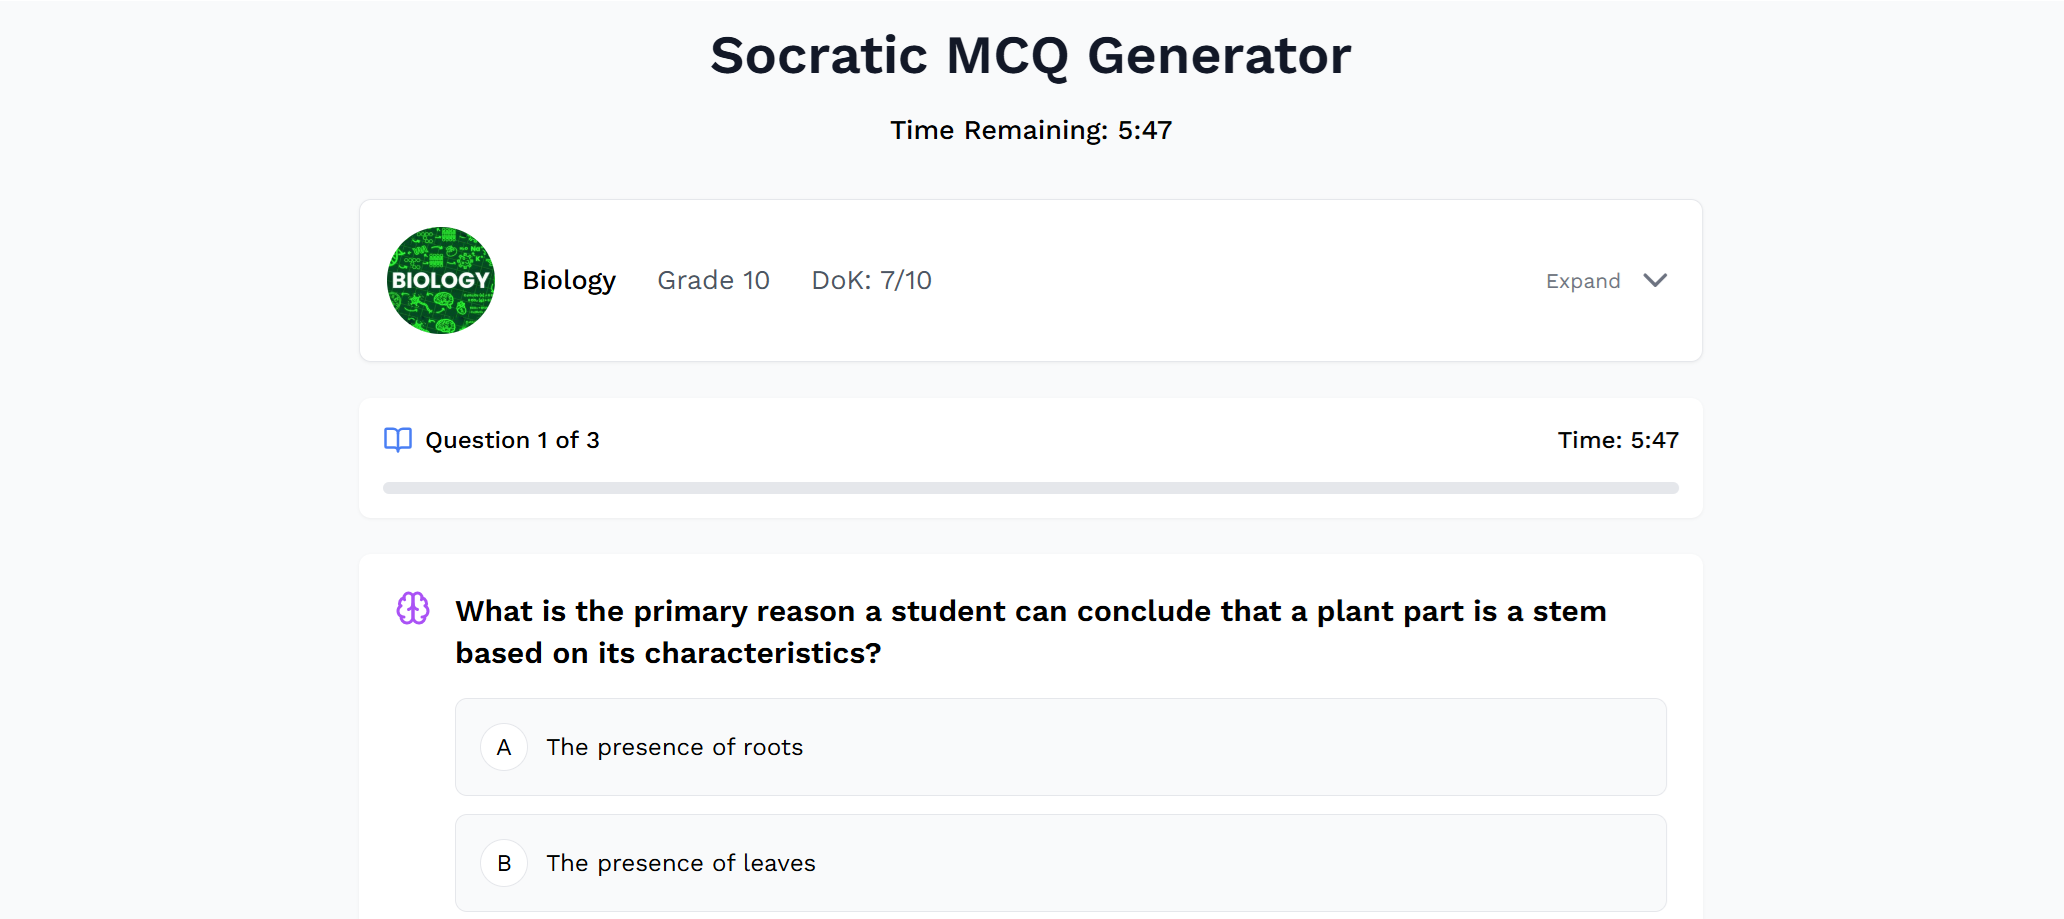 Socratic MCQ Generator
Time Remaining: 5:47
BIOLOGY
Biology Grade 10 DoK: 7/10 Expand
Question 1 of 3 Time: 5:47
What is the primary reason a student can conclude that a plant part is a stem
based on its characteristics?
A The presence of roots
B The presence of leaves